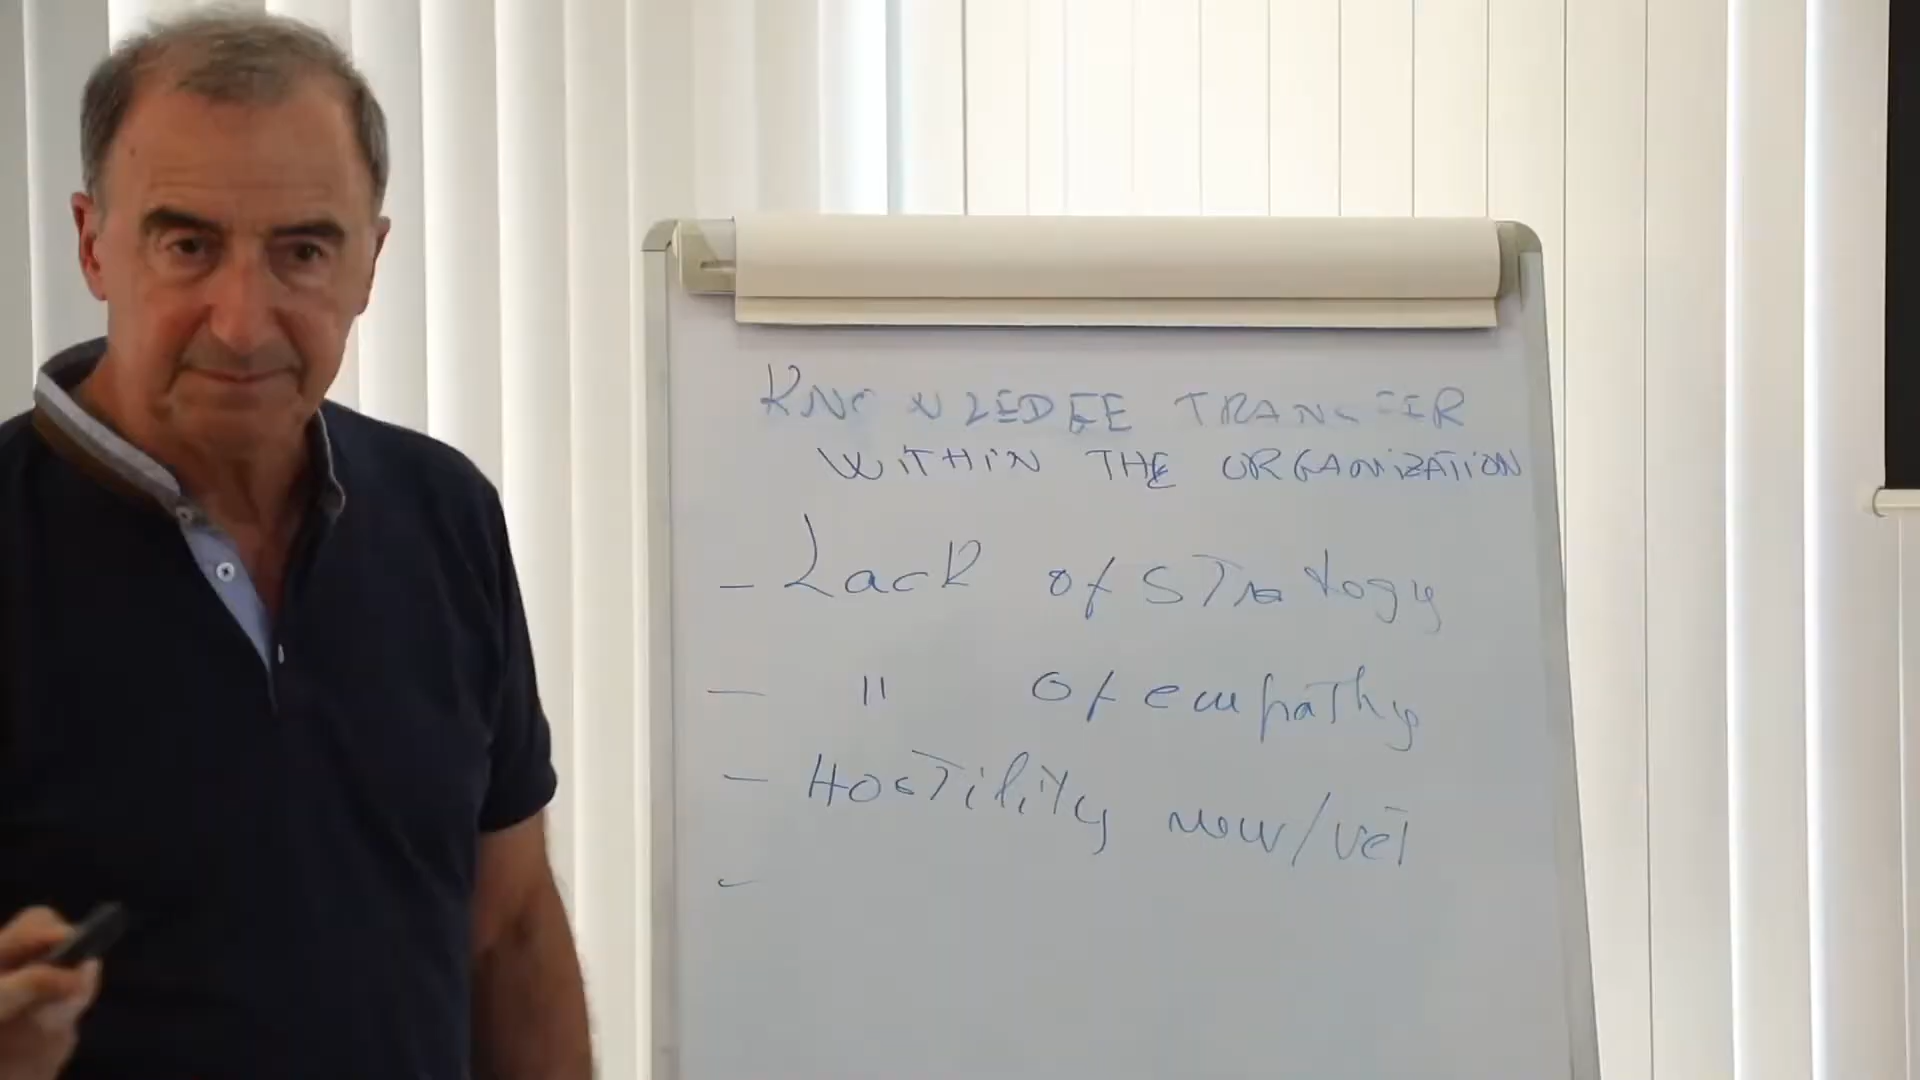 KNOWLEDGE TRANSFER
WITHIN THE ORGANIZATION
- Lack of STrategy
- " of empathy
- HosTility new/vet
-